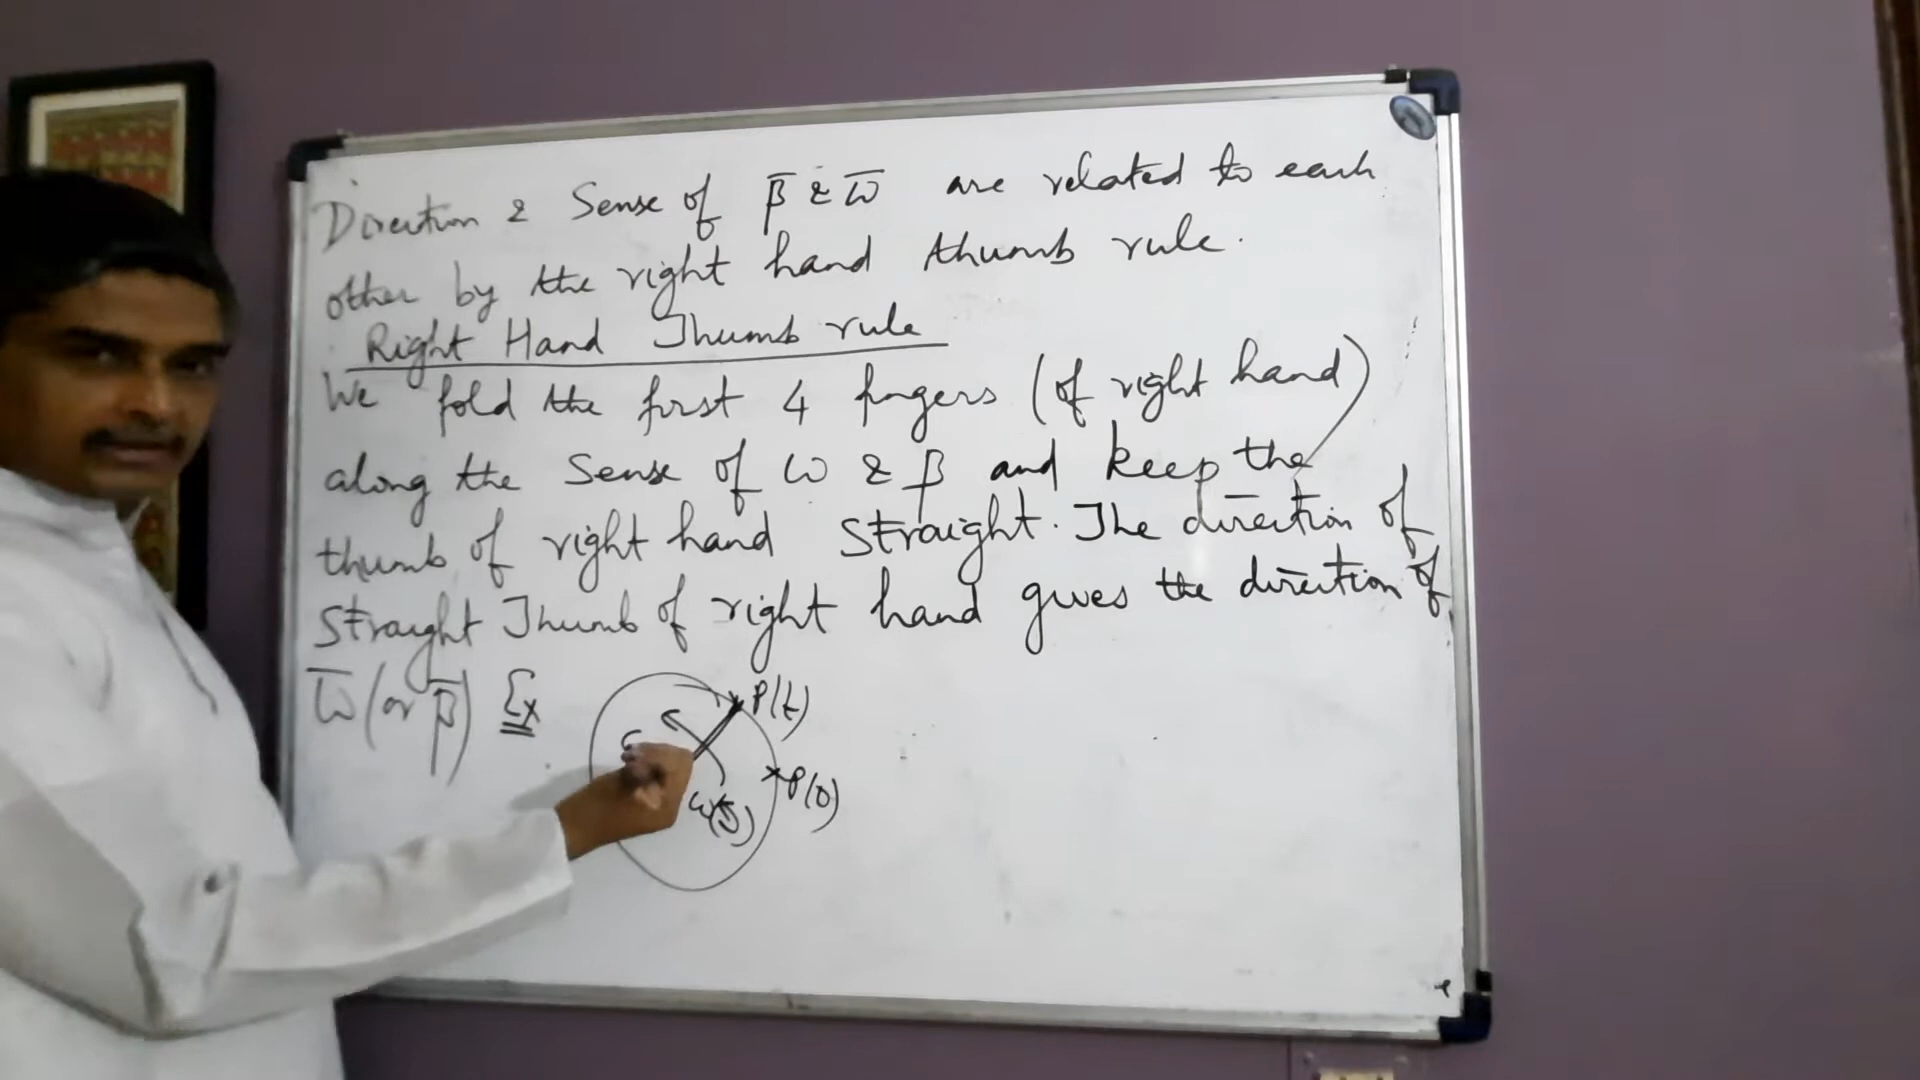 Direction & Sense of β̅ & ω̅ are related to each
other by the right hand thumb rule.
Right Hand Thumb rule
We fold the first 4 fingers (of right hand)
along the Sense of ω & β and keep the
thumb of right hand straight. The direction of
straight Thumb of right hand gives the direction of
ω̅ (or β̅) Ex
P(t)
P(0)